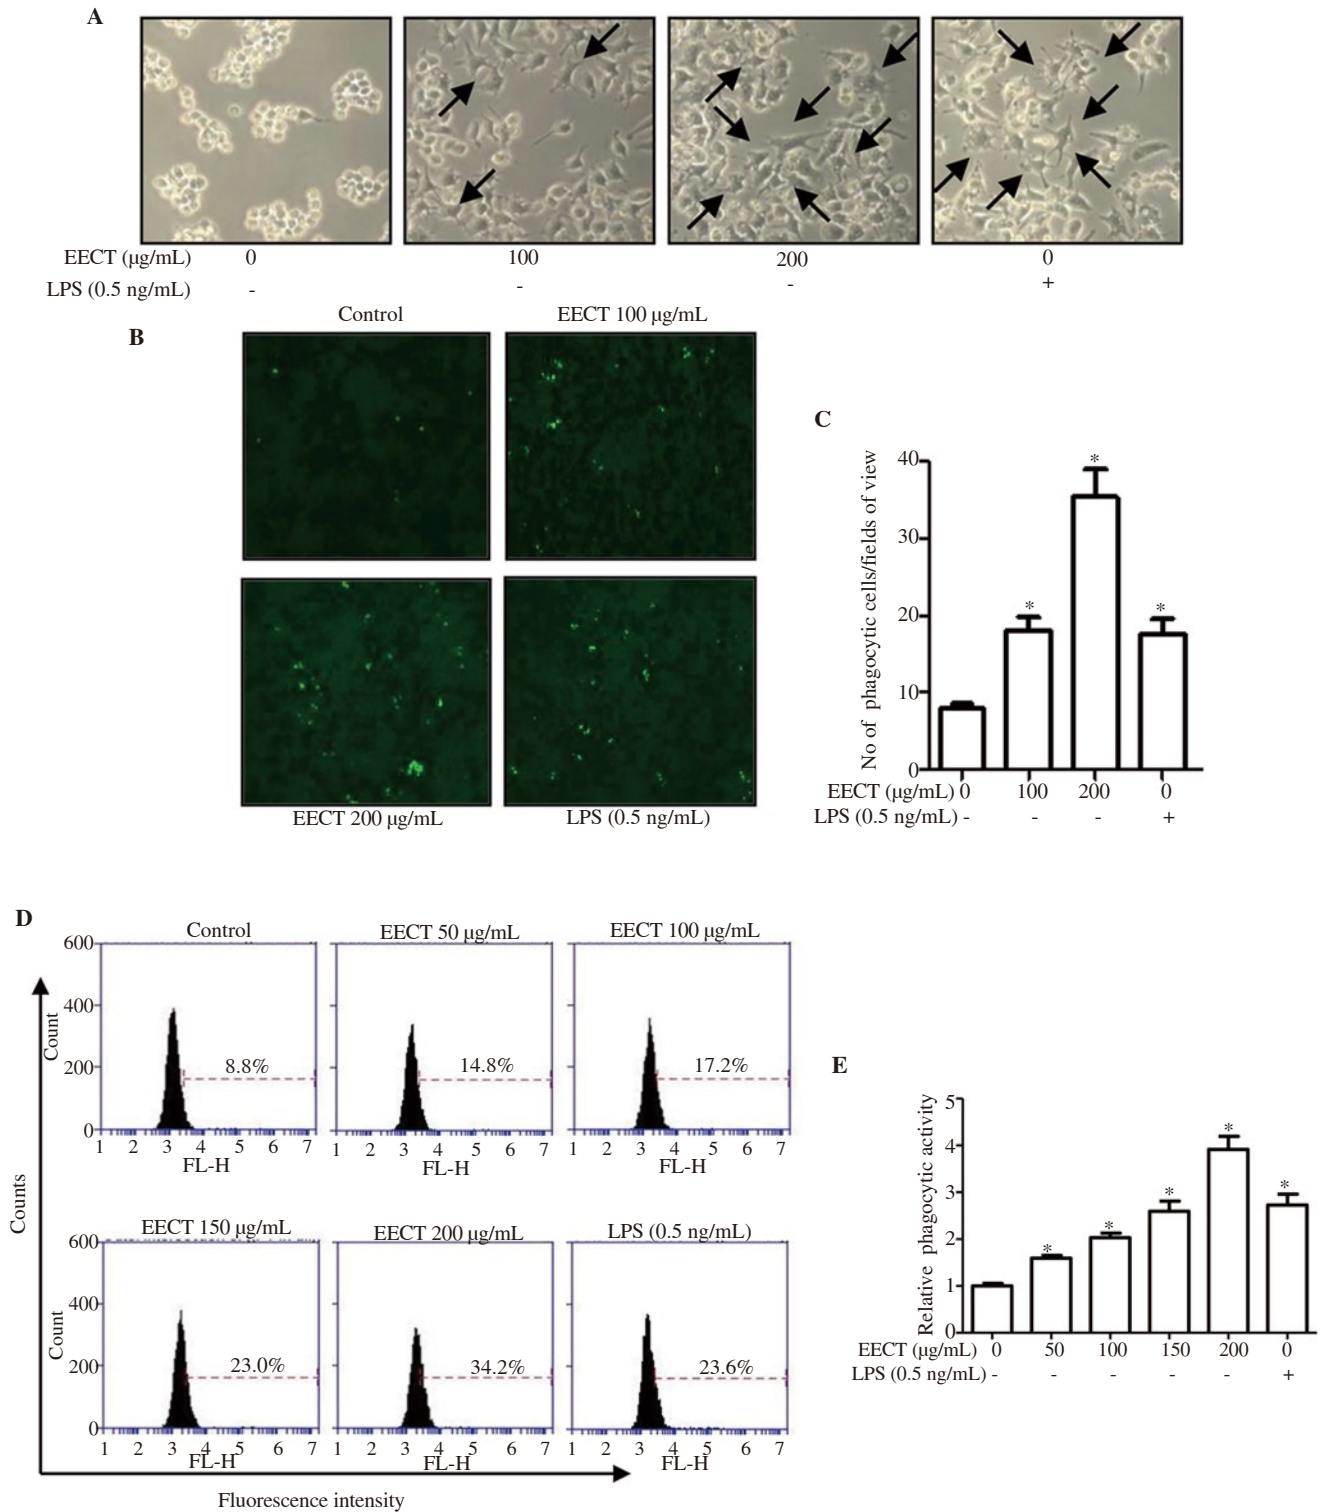 A
EECT (μg/mL) 0 100 200 0
LPS (0.5 ng/mL) - - - +
B
Control EECT 100 μg/mL
EECT 200 μg/mL LPS (0.5 ng/mL)
C
No of phagocytic cells/fields of view
40
30
20
10
0
* * *
EECT (μg/mL) 0 100 200 0
LPS (0.5 ng/mL) - - - +
D
Control EECT 50 μg/mL EECT 100 μg/mL
600
400
200
0
Count
8.8% 14.8% 17.2%
1 2 3 4 5 6 7 1 2 3 4 5 6 7 1 2 3 4 5 6 7
FL-H FL-H FL-H
Counts
EECT 150 μg/mL EECT 200 μg/mL LPS (0.5 ng/mL)
600
400
200
0
Count
23.0% 34.2% 23.6%
1 2 3 4 5 6 7 1 2 3 4 5 6 7 1 2 3 4 5 6 7
FL-H FL-H FL-H
Fluorescence intensity
E
Relative phagocytic activity
5
4
3
2
1
0
* * * * *
EECT (μg/mL) 0 50 100 150 200 0
LPS (0.5 ng/mL) - - - - - +